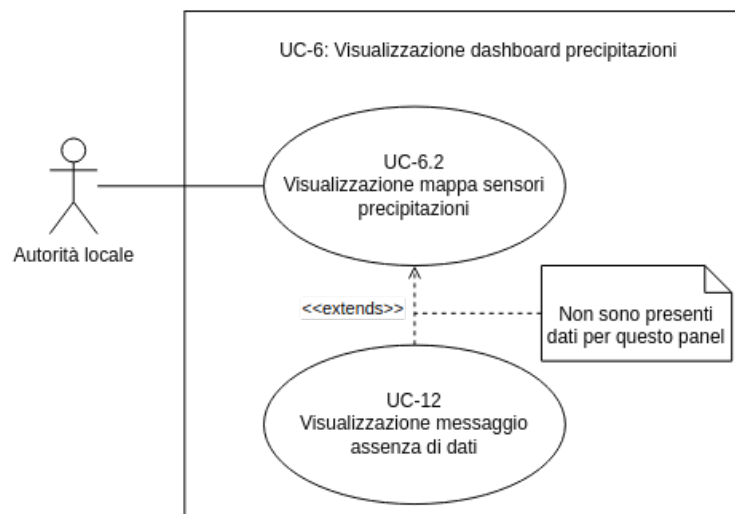 UC-6: Visualizzazione dashboard precipitazioni
UC-6.2
Visualizzazione mappa sensori
precipitazioni
Autorità locale
<<extends>>
Non sono presenti
dati per questo panel
UC-12
Visualizzazione messaggio
assenza di dati